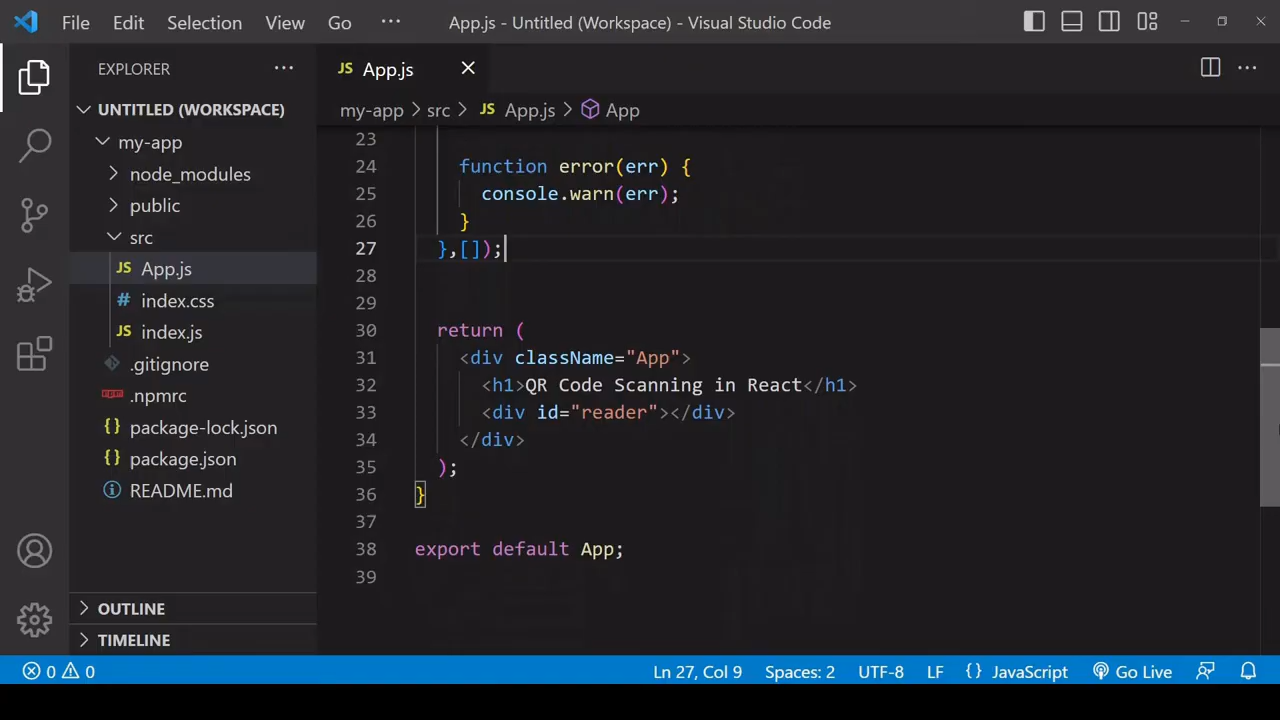 File Edit Selection View Go ··· App.js - Untitled (Workspace) - Visual Studio Code
EXPLORER ···
UNTITLED (WORKSPACE)
my-app
node_modules
public
src
JS App.js
# index.css
JS index.js
.gitignore
npm .npmrc
{} package-lock.json
{} package.json
README.md
OUTLINE
TIMELINE
JS App.js
my-app > src > JS App.js > App
23
24 function error(err) {
25 console.warn(err);
26 }
27 },[]);
28
29
30 return (
31 <div className="App">
32 <h1>QR Code Scanning in React</h1>
33 <div id="reader"></div>
34 </div>
35 );
36 }
37
38 export default App;
39
0 0 Ln 27, Col 9 Spaces: 2 UTF-8 LF {} JavaScript Go Live